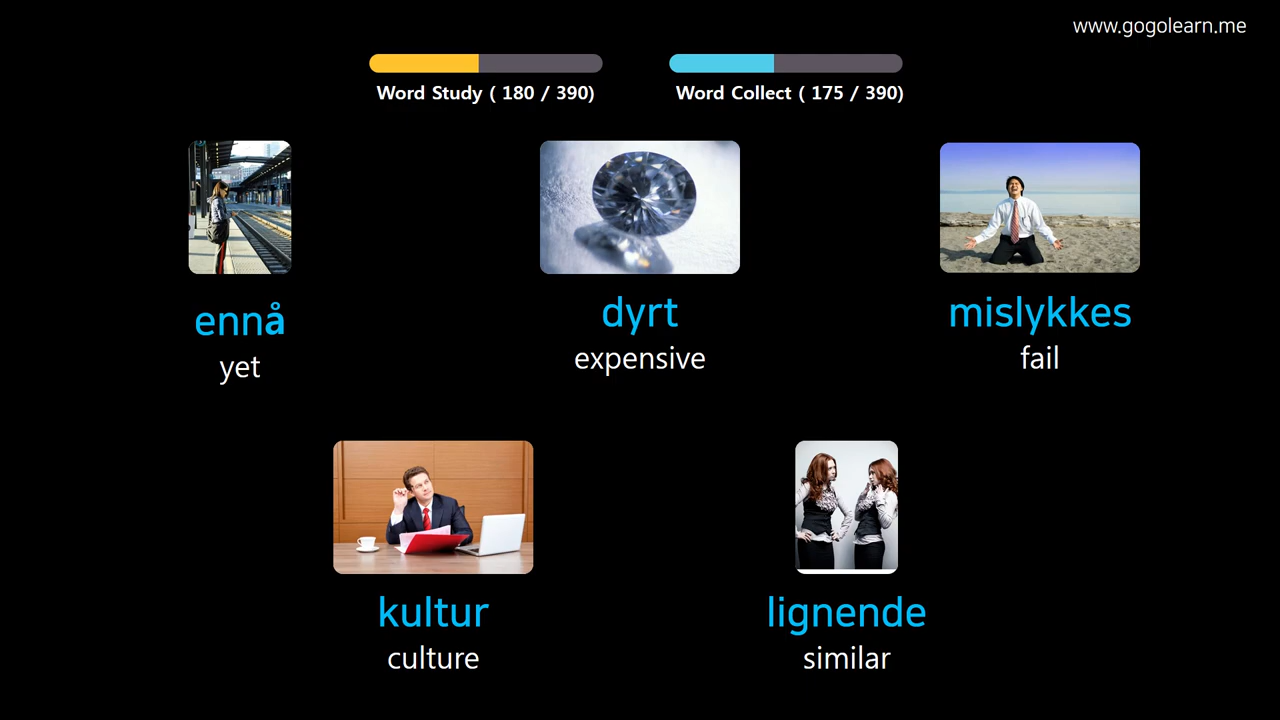 www.gogolearn.me
Word Study ( 180 / 390)
Word Collect ( 175 / 390)
ennå
yet
dyrt
expensive
mislykkes
fail
kultur
culture
lignende
similar